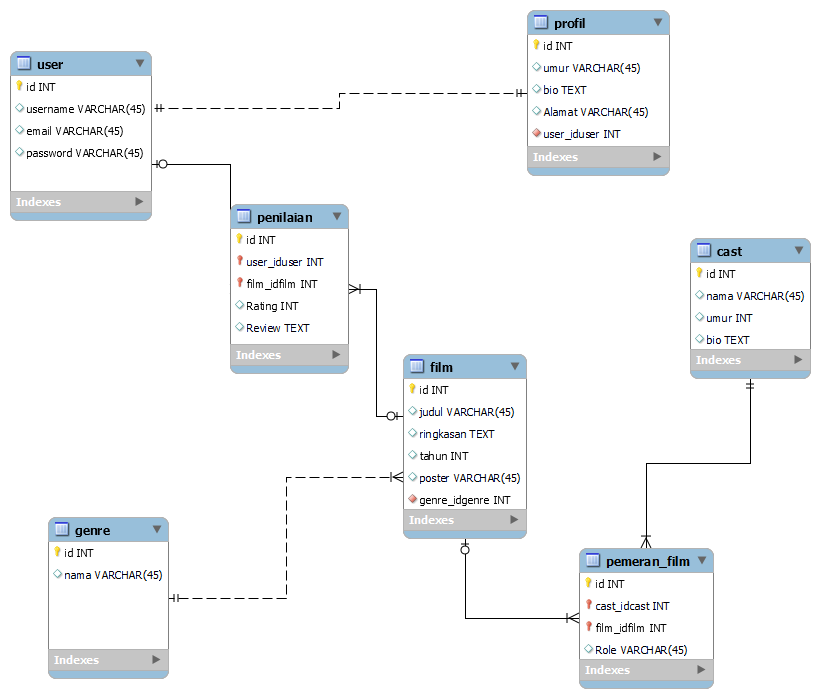 profil
id INT
umur VARCHAR(45)
bio TEXT
Alamat VARCHAR(45)
user_iduser INT
Indexes
user
id INT
username VARCHAR(45)
email VARCHAR(45)
password VARCHAR(45)
Indexes
penilaian
id INT
user_iduser INT
film_idfilm INT
Rating INT
Review TEXT
Indexes
cast
id INT
nama VARCHAR(45)
umur INT
bio TEXT
Indexes
film
id INT
judul VARCHAR(45)
ringkasan TEXT
tahun INT
poster VARCHAR(45)
genre_idgenre INT
Indexes
genre
id INT
nama VARCHAR(45)
Indexes
pemeran_film
id INT
cast_idcast INT
film_idfilm INT
Role VARCHAR(45)
Indexes